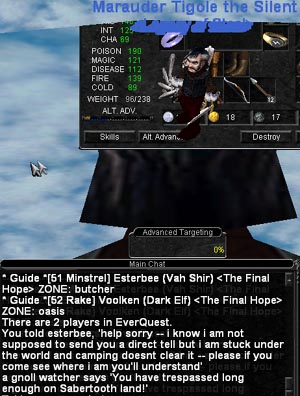 Marauder Tigole the Silent
INT 125
CHA 69
POISON 190
MAGIC 121
DISEASE 112
FIRE 139
COLD 89
WEIGHT 96/238
ALT. ADV.
12
18
17
Skills
Alt. Advanc
Destroy
Advanced Targeting
0%
Main Chat
* Guide *[51 Minstrel] Esterbee (Vah Shir) <The Final
Hope> ZONE: butcher
* Guide *[52 Rake] Voolken (Dark Elf) <The Final Hope>
ZONE: oasis
There are 2 players in EverQuest.
You told esterbee, 'help sorry -- i know i am not
supposed to send you a direct tell but i am stuck under
the world and camping doesnt clear it -- please if you
come see where i am you'll understand'
a gnoll watcher says 'You have trespassed long
enough on Sabertooth land!'